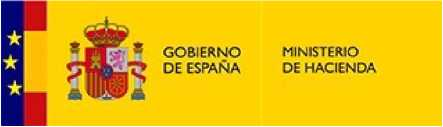 GOBIERNO
DE ESPAÑA
MINISTERIO
DE HACIENDA